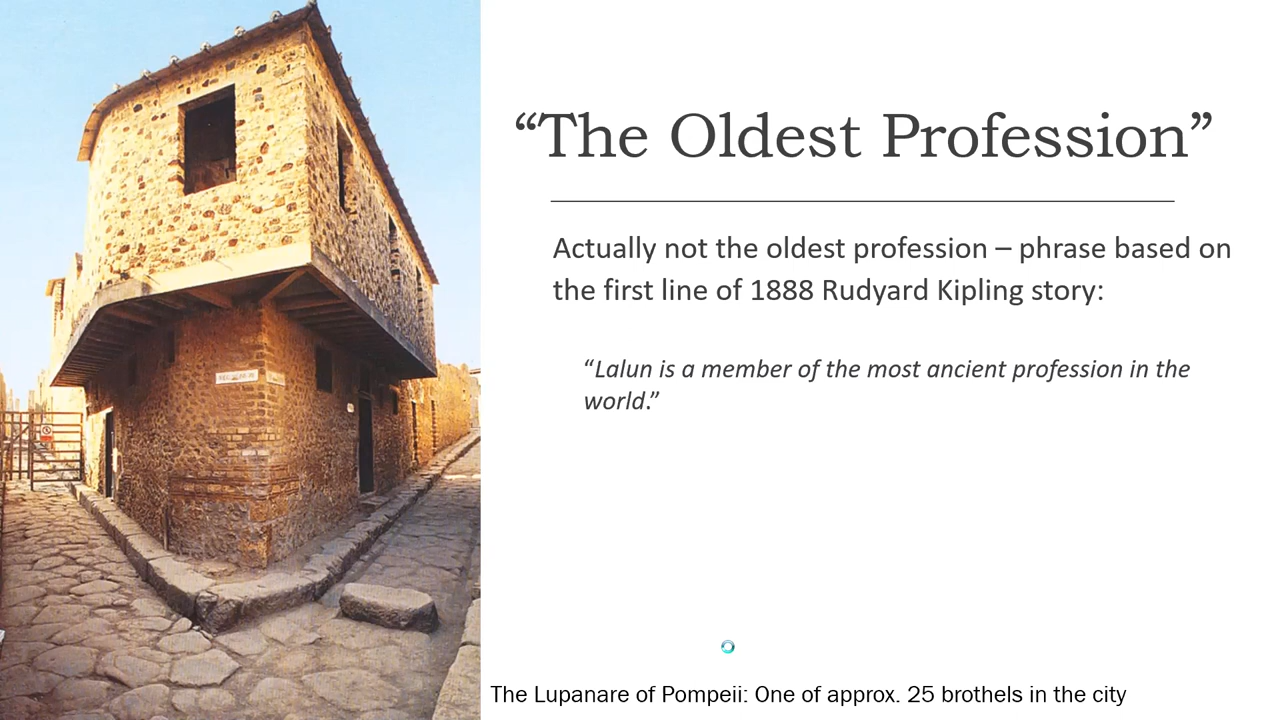 “The Oldest Profession”
Actually not the oldest profession – phrase based on
the first line of 1888 Rudyard Kipling story:
“Lalun is a member of the most ancient profession in the
world.”
The Lupanare of Pompeii: One of approx. 25 brothels in the city